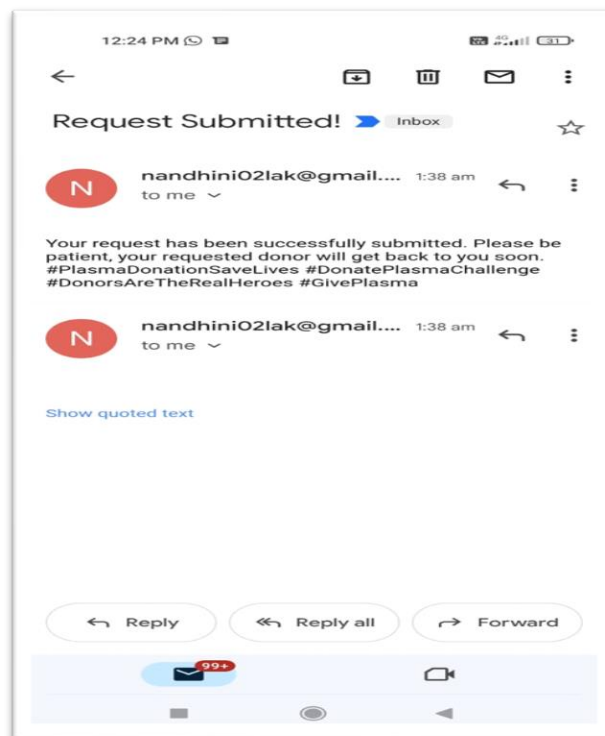 12:24 PM
4G 31
Request Submitted! Inbox
N
nandhini02lak@gmail.... 1:38 am
to me
Your request has been successfully submitted. Please be
patient, your requested donor will get back to you soon.
#PlasmaDonationSaveLives #DonatePlasmaChallenge
#DonorsAreTheRealHeroes #GivePlasma
N
nandhini02lak@gmail.... 1:38 am
to me
Show quoted text
Reply Reply all Forward
99+